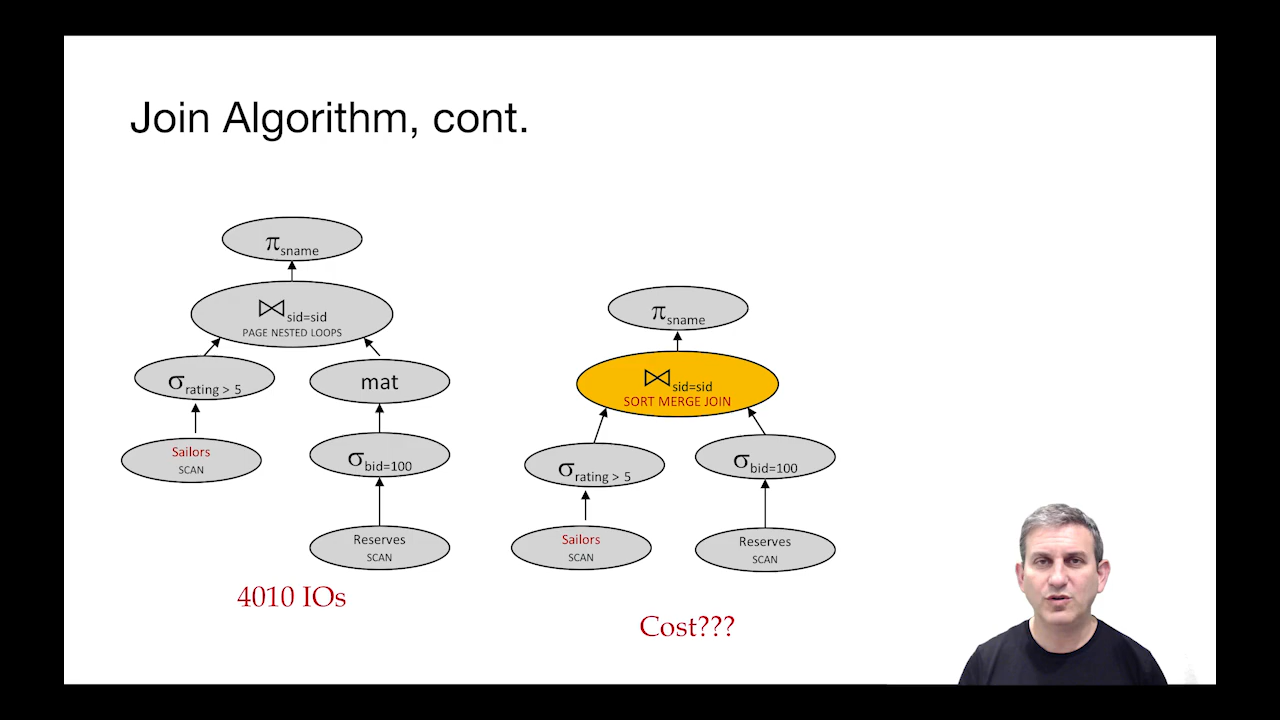 Join Algorithm, cont.
π sname
⋈ sid=sid
PAGE NESTED LOOPS
σ rating > 5
mat
Sailors
SCAN
σ bid=100
Reserves
SCAN
4010 IOs
π sname
⋈ sid=sid
SORT MERGE JOIN
σ rating > 5
σ bid=100
Sailors
SCAN
Reserves
SCAN
Cost???